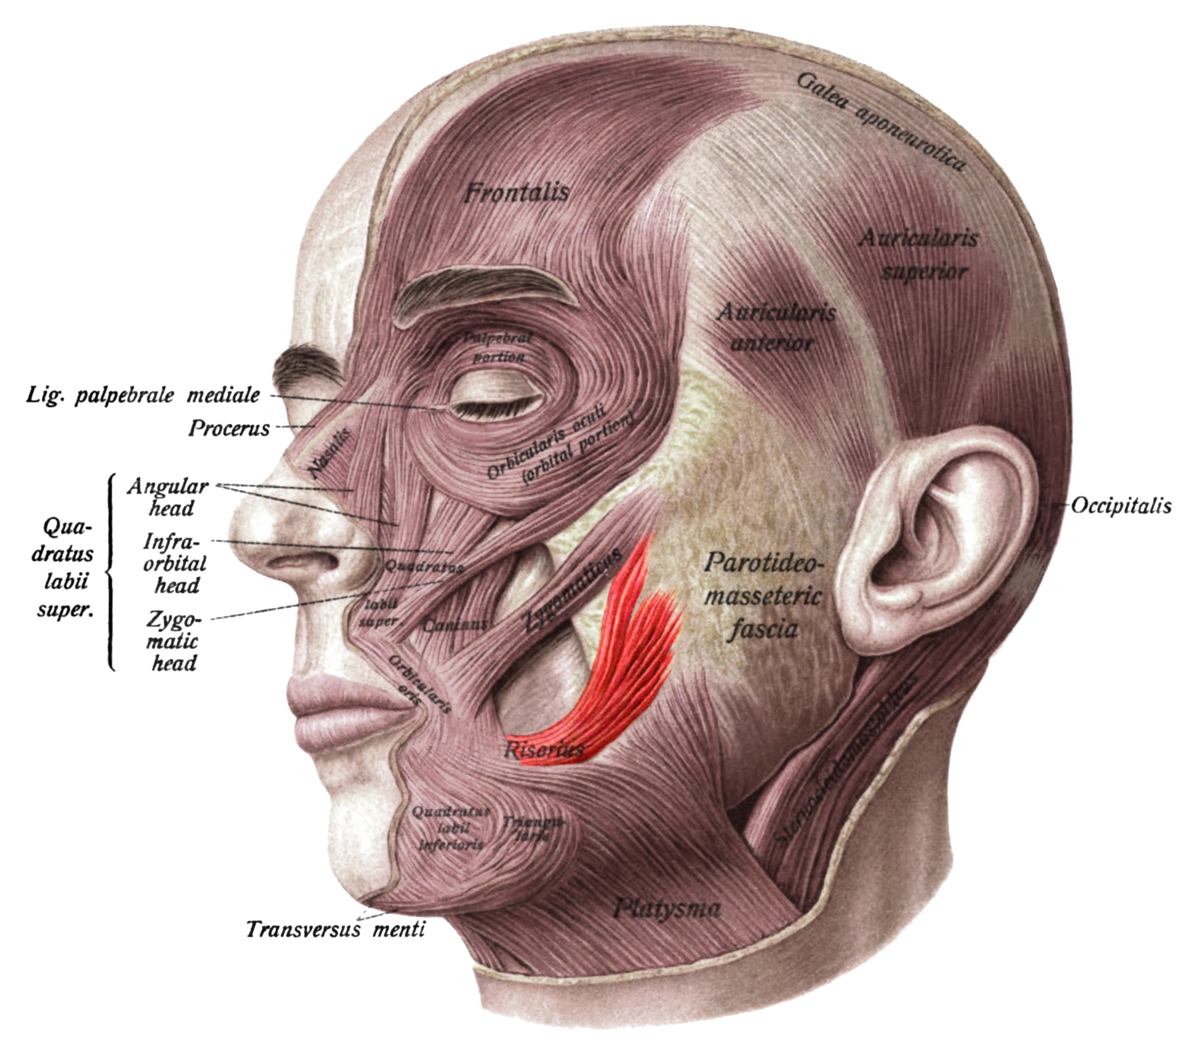 Galea aponeurotica
Frontalis
Auricularis
superior
Auricularis
anterior
Palpebral
portion
Lig. palpebrale mediale
Procerus
Nasalis
Orbicularis oculi
(orbital portion)
Angular
head
Qua-
dratus
labii
super.
Infra-
orbital
head
Zygo-
matic
head
Occipitalis
Quadratus
labii
super.
Caninus
Zygomaticus
Parotideo-
masseteric
fascia
Orbicularis
oris
Risorius
Sternocleidomastoideus
Quadratus
labii
inferioris
Triangu-
laris
Platysma
Transversus menti